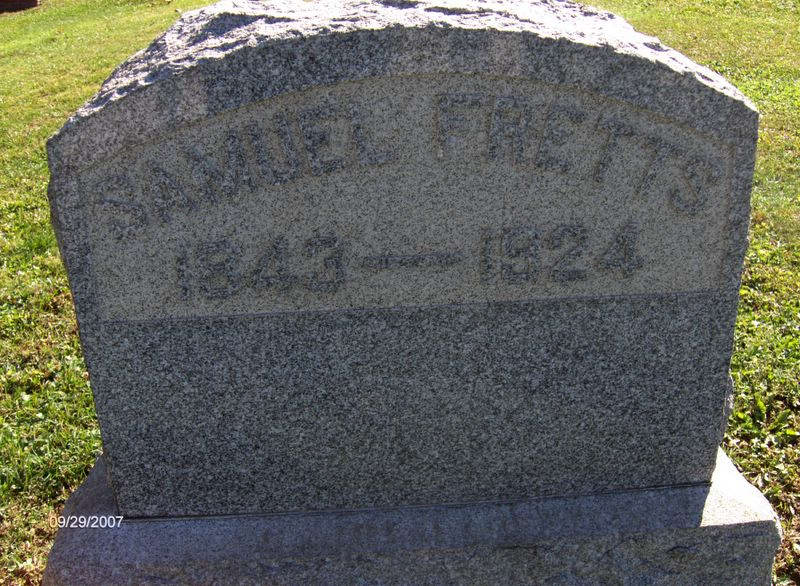 SAMUEL FRETTS
1843 — 1924
09/29/2007